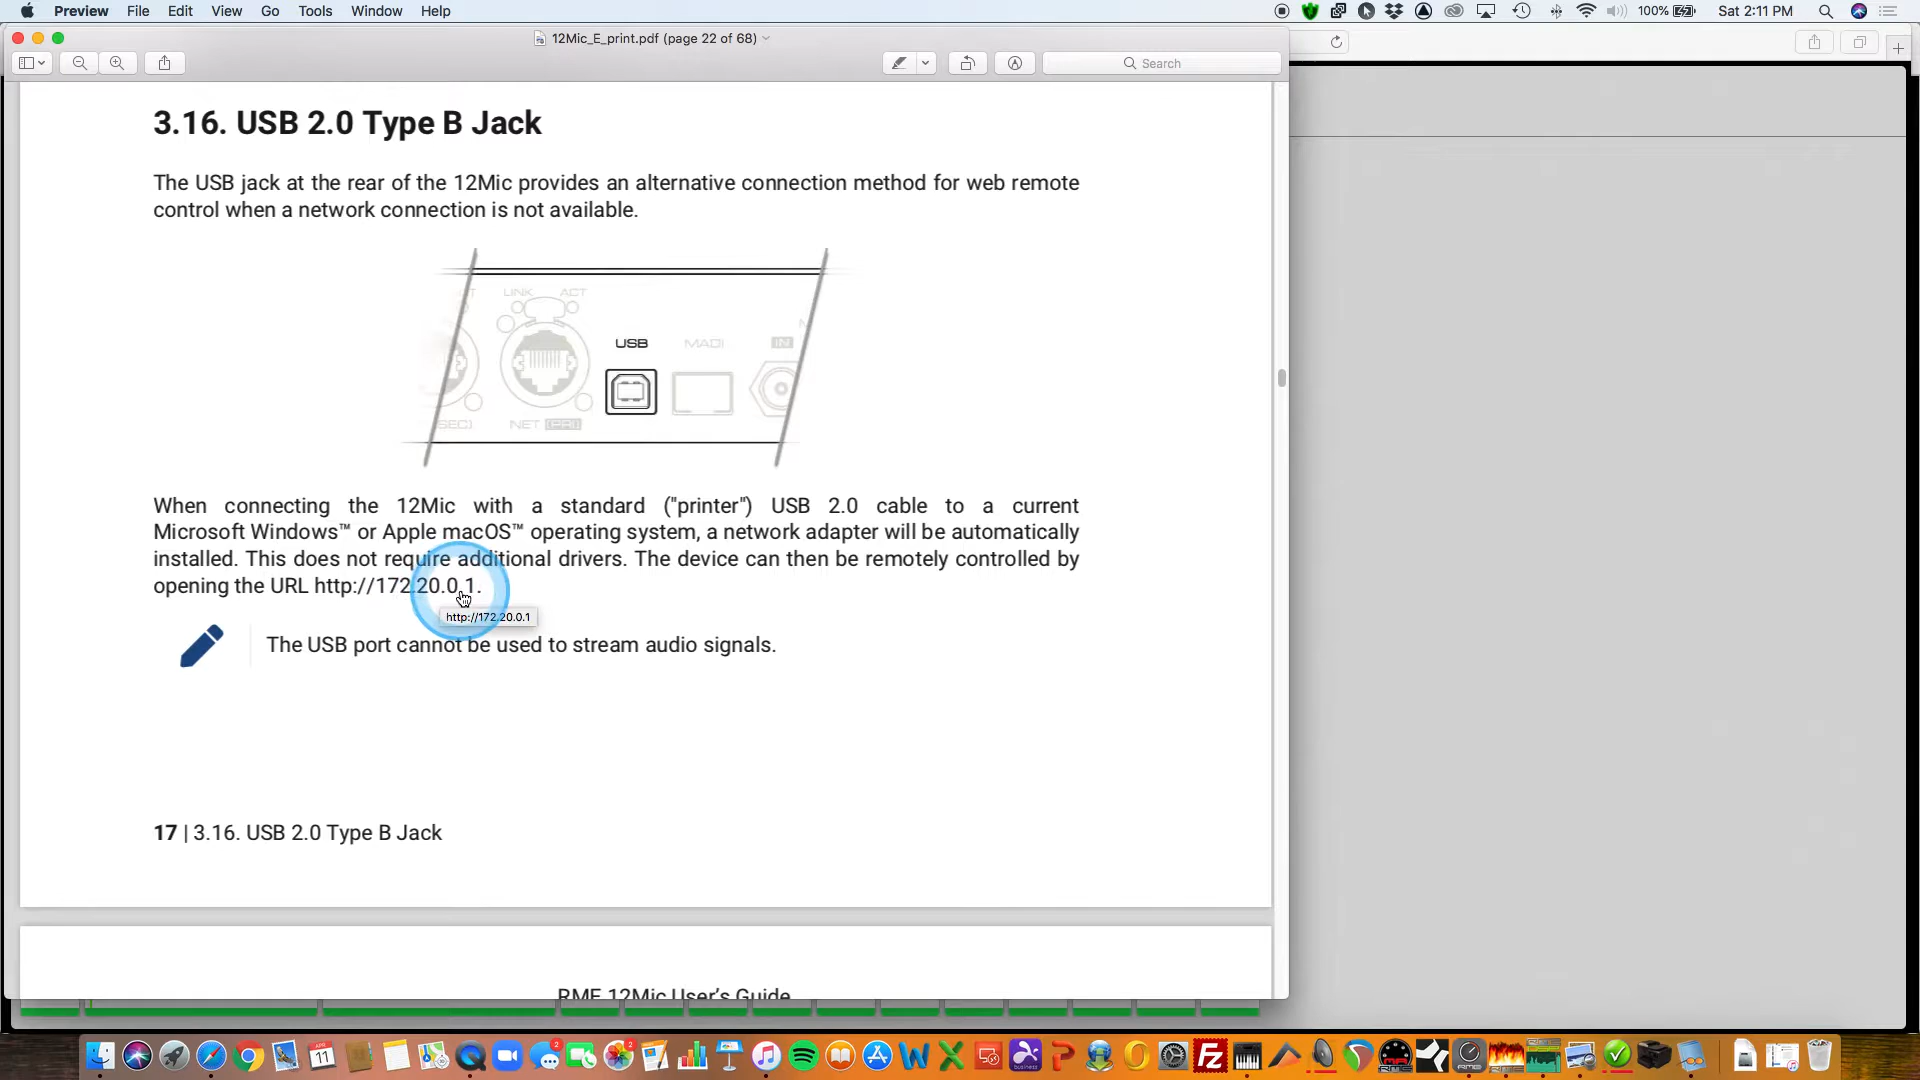 Preview File Edit View Go Tools Window Help
100% Sat 2:11 PM
12Mic_E_print.pdf (page 22 of 68)
Search
3.16. USB 2.0 Type B Jack
The USB jack at the rear of the 12Mic provides an alternative connection method for web remote
control when a network connection is not available.
LINK ACT
USB MADI IN
SEC) NET (PRI)
When connecting the 12Mic with a standard ("printer") USB 2.0 cable to a current
Microsoft Windows™ or Apple macOS™ operating system, a network adapter will be automatically
installed. This does not require additional drivers. The device can then be remotely controlled by
opening the URL http://172.20.0.1.
http://172.20.0.1
The USB port cannot be used to stream audio signals.
17 | 3.16. USB 2.0 Type B Jack
RME 12Mic User's Guide